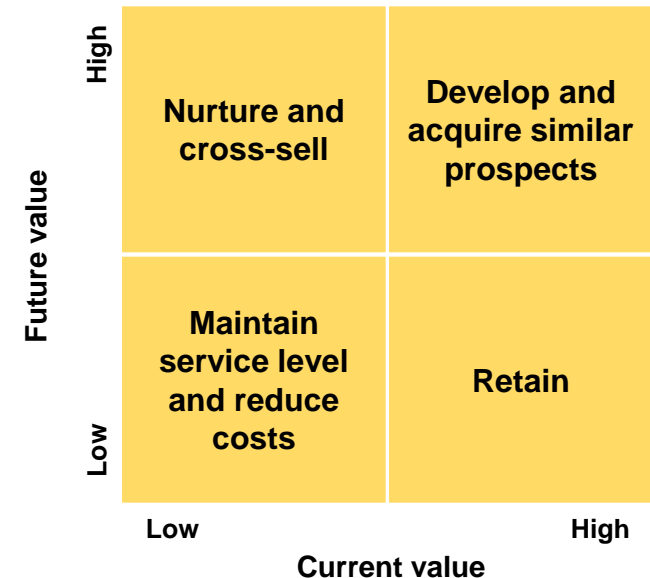 High
Future value
Low
Nurture and
cross-sell
Develop and
acquire similar
prospects
Maintain
service level
and reduce
costs
Retain
Low
High
Current value